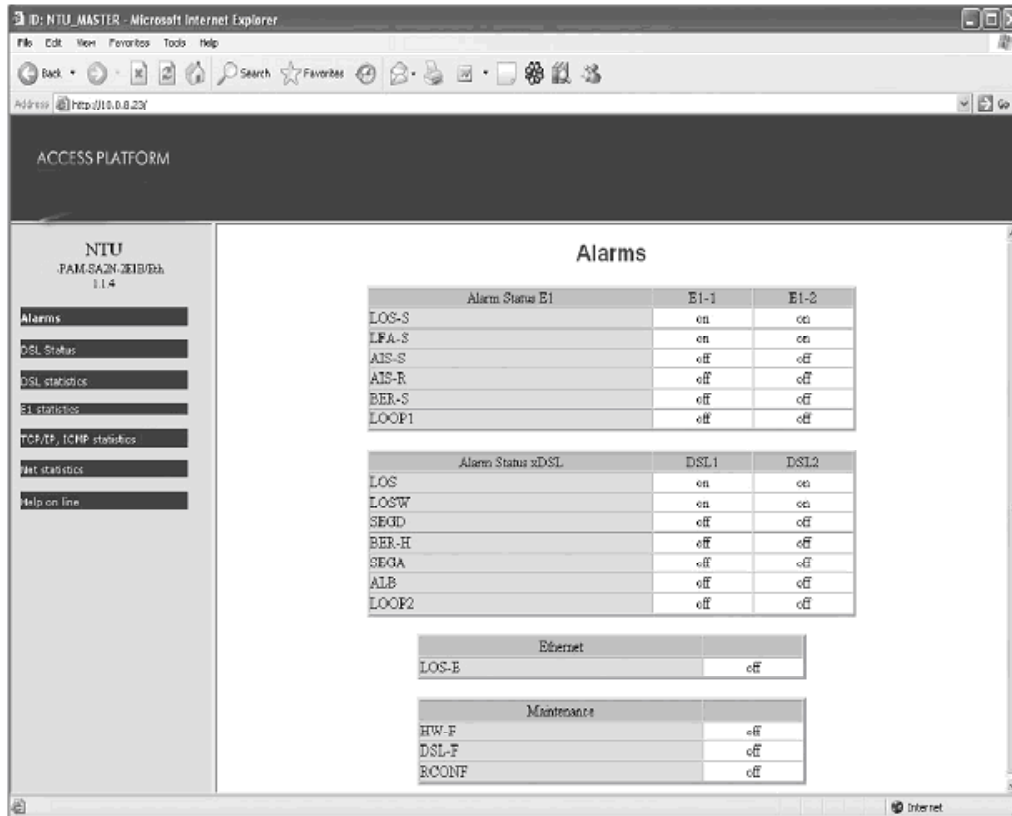 ID: NTU_MASTER - Microsoft Internet Explorer
File Edit View Favorites Tools Help
Back Search Favorites
Address http://10.0.8.23/ Go
ACCESS PLATFORM
NTU
-PAM-SA2N-2E1B/Eth
1.1.4
Alarms
DSL Status
DSL statistics
E1 statistics
TCP/IP, ICMP statistics
Net statistics
Help on line
Alarms
Alarm Status E1 E1-1 E1-2
LOS-S on on
LFA-S on on
AIS-S off off
AIS-R off off
BER-S off off
LOOP1 off off
Alarm Status xDSL DSL1 DSL2
LOS on on
LOSW on on
SEGD off off
BER-H off off
SEGA off off
ALB off off
LOOP2 off off
Ethernet
LOS-E off
Maintenance
HW-F off
DSL-F off
RCONF off
Internet